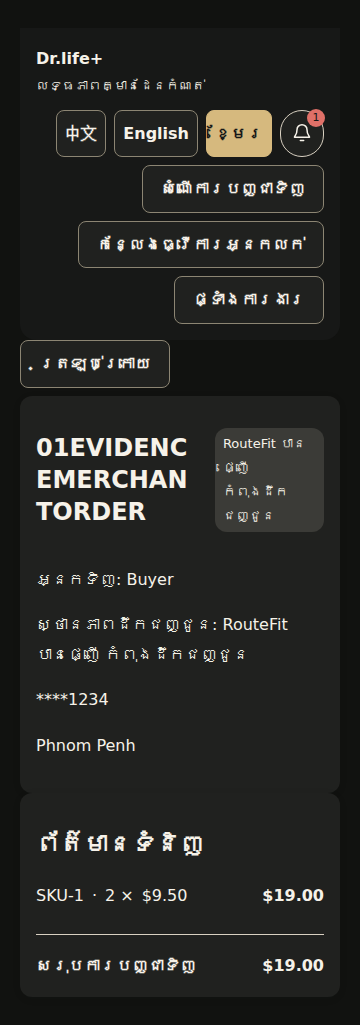 Dr.life+
លទ្ធភាពគ្មានដែនកំណត់
中文 English ខ្មែរ 1
សំណើការបញ្ជាទិញ
កន្លែងធ្វើការអ្នកលក់
ផ្ទាំងការងារ
ត្រឡប់ក្រោយ
01EVIDENC
EMERCHAN
TORDER
RouteFit បាន
ផ្ញើ
កំពុងដឹក
ជញ្ជូន
អ្នកទិញ: Buyer
ស្ថានភាពដឹកជញ្ជូន: RouteFit
បានផ្ញើ កំពុងដឹកជញ្ជូន
****1234
Phnom Penh
ព័ត៌មានទំនិញ
SKU-1 · 2 × $9.50 $19.00
សរុបការបញ្ជាទិញ $19.00